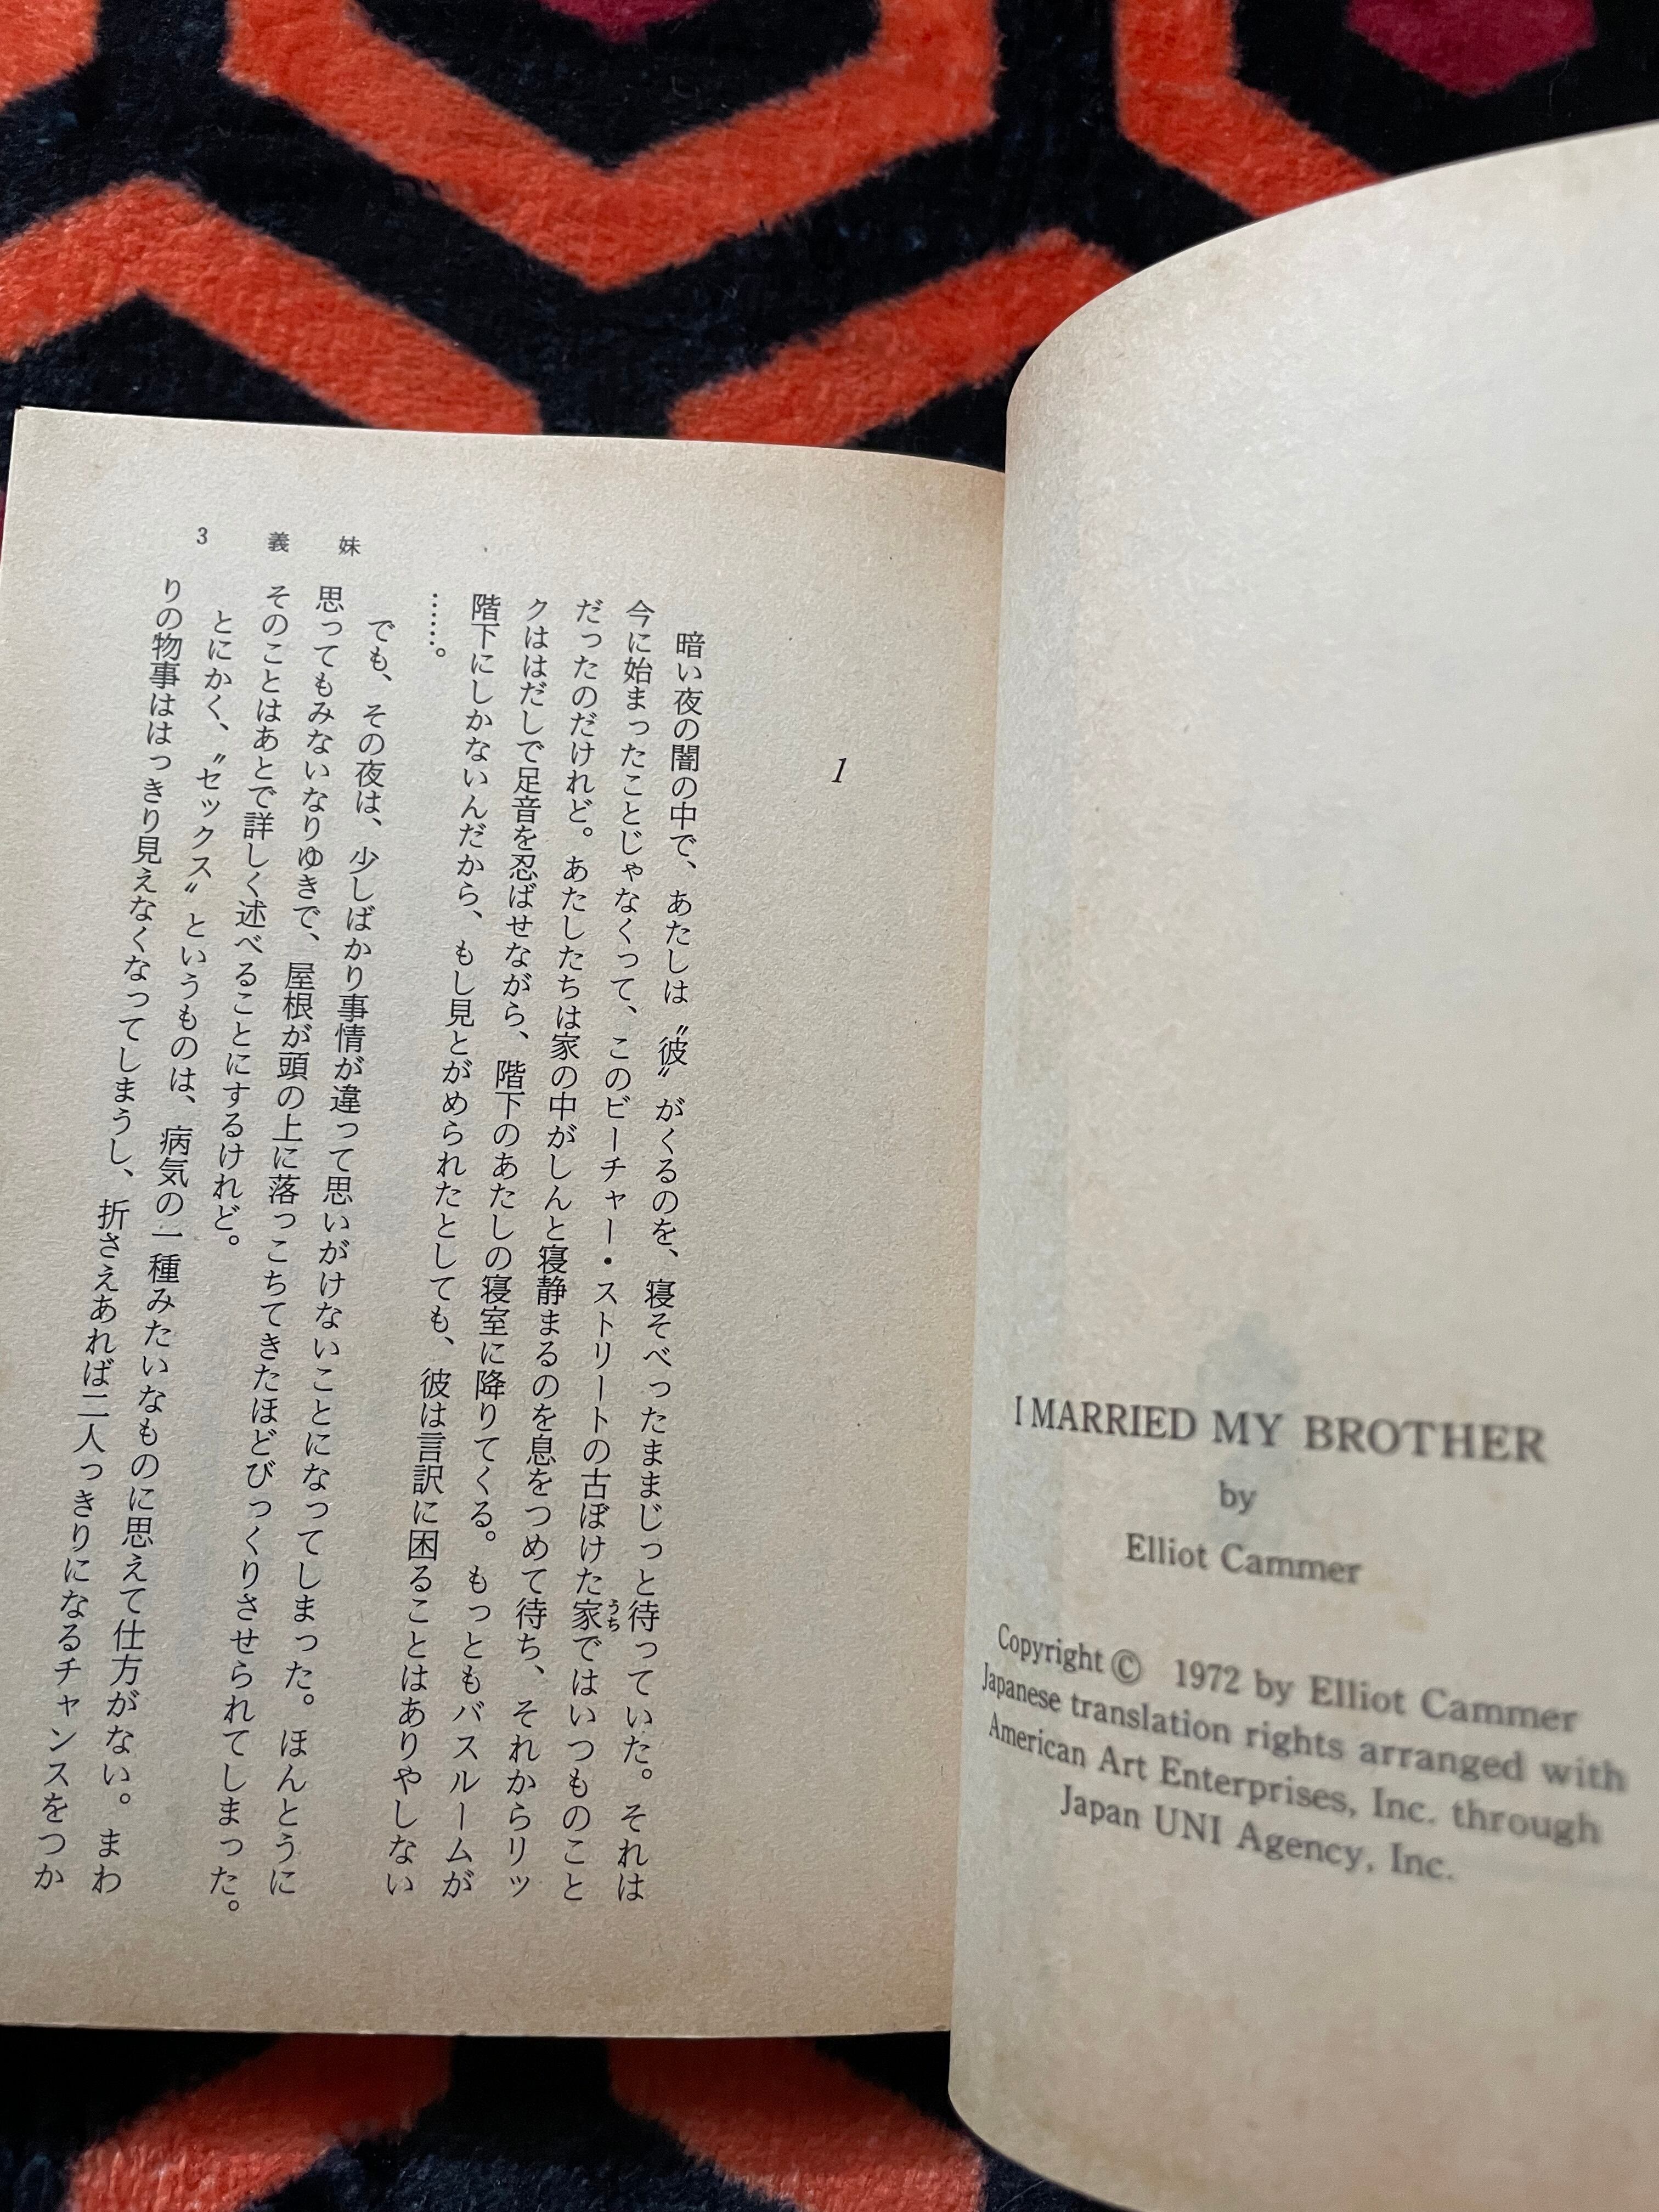 I MARRIED MY BROTHER
by
Elliot Cammer
Copyright © 1972 by Elliot Cammer
Japanese translation rights arranged with
American Art Enterprises, Inc. through
Japan UNI Agency, Inc.
1
暗い夜の闇の中で、あたしは〝彼〟がくるのを、寝そべったままじっと待っていた。それは
今に始まったことじゃなくって、このビーチャー・ストリートの古ぼけた家うちではいつものこと
だったのだけれど。あたしたちは家の中がしんと寝静まるのを息をつめて待ち、それからリッ
クははだしで足音を忍ばせながら、階下のあたしの寝室に降りてくる。もっともバスルームが
階下にしかないんだから、もし見とがめられたとしても、彼は言訳に困ることはありやしない
……。
でも、その夜は、少しばかり事情が違って思いがけないことになってしまった。ほんとうに
思ってもみないなりゆきで、屋根が頭の上に落っこちてきたほどびっくりさせられてしまった。
そのことはあとで詳しく述べることにするけれど。
とにかく、〝セックス〟というものは、病気の一種みたいなものに思えて仕方がない。まわ
りの物事ははっきり見えなくなってしまうし、折さえあれば二人っきりになるチャンスをつか
3 義妹